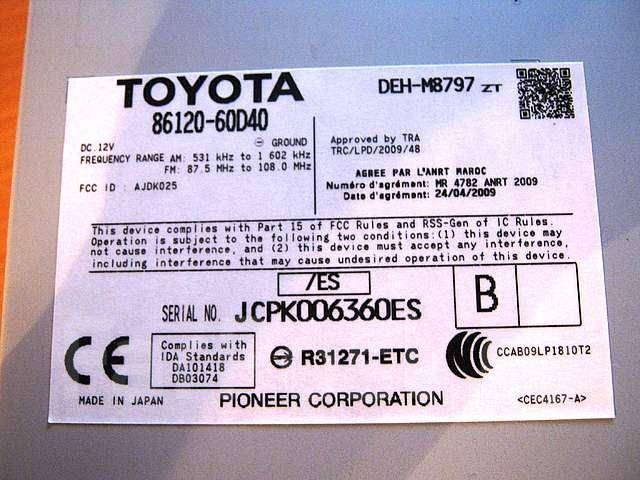 TOYOTA
86120-60D40
DEH-M8797 ZT
DC.12V
⊖ GROUND
FREQUENCY RANGE AM: 531 kHz to 1 602 kHz
FM: 87.5 MHz to 108.0 MHz
FCC ID : AJDK025
Approved by TRA
TRC/LPD/2009/48
AGREE PAR L'ANRT MAROC
Numéro d'agrément: MR 4782 ANRT 2009
Date d'agrément: 24/04/2009
This device complies with Part 15 of FCC Rules and RSS-Gen of IC Rules.
Operation is subject to the following two conditions:(1) this device may
not cause interference, and (2) this device must accept any interference,
including interference that may cause undesired operation of this device.
/ES
SERIAL NO. JCPK006360ES
B
CE
Complies with
IDA Standards
DA101418
DB03074
R31271-ETC
CCAB09LP1810T2
MADE IN JAPAN
PIONEER CORPORATION
<CEC4167-A>